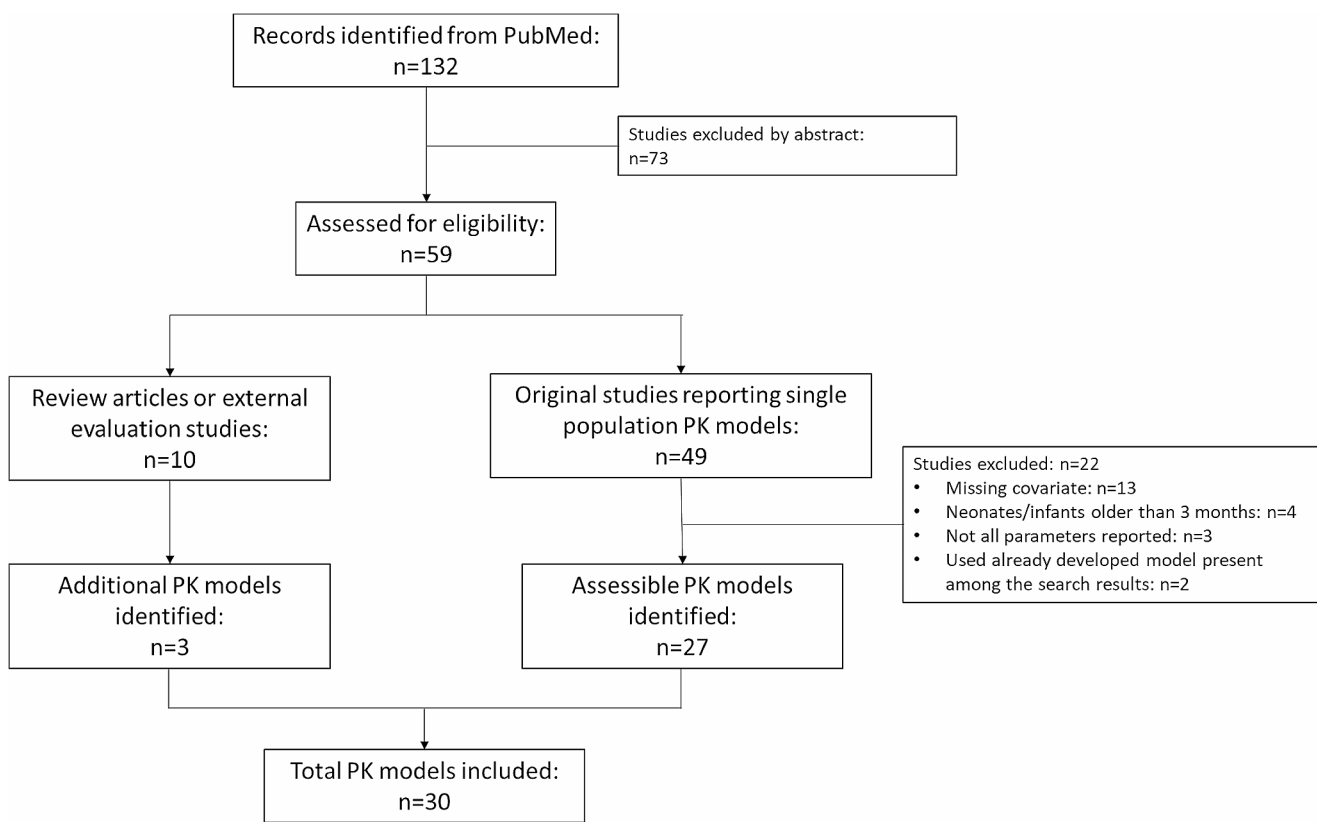 Records identified from PubMed:
n=132
Studies excluded by abstract:
n=73
Assessed for eligibility:
n=59
Review articles or external
evaluation studies:
n=10
Original studies reporting single
population PK models:
n=49
Studies excluded: n=22
• Missing covariate: n=13
• Neonates/infants older than 3 months: n=4
• Not all parameters reported: n=3
• Used already developed model present
among the search results: n=2
Additional PK models
identified:
n=3
Assessible PK models
identified:
n=27
Total PK models included:
n=30